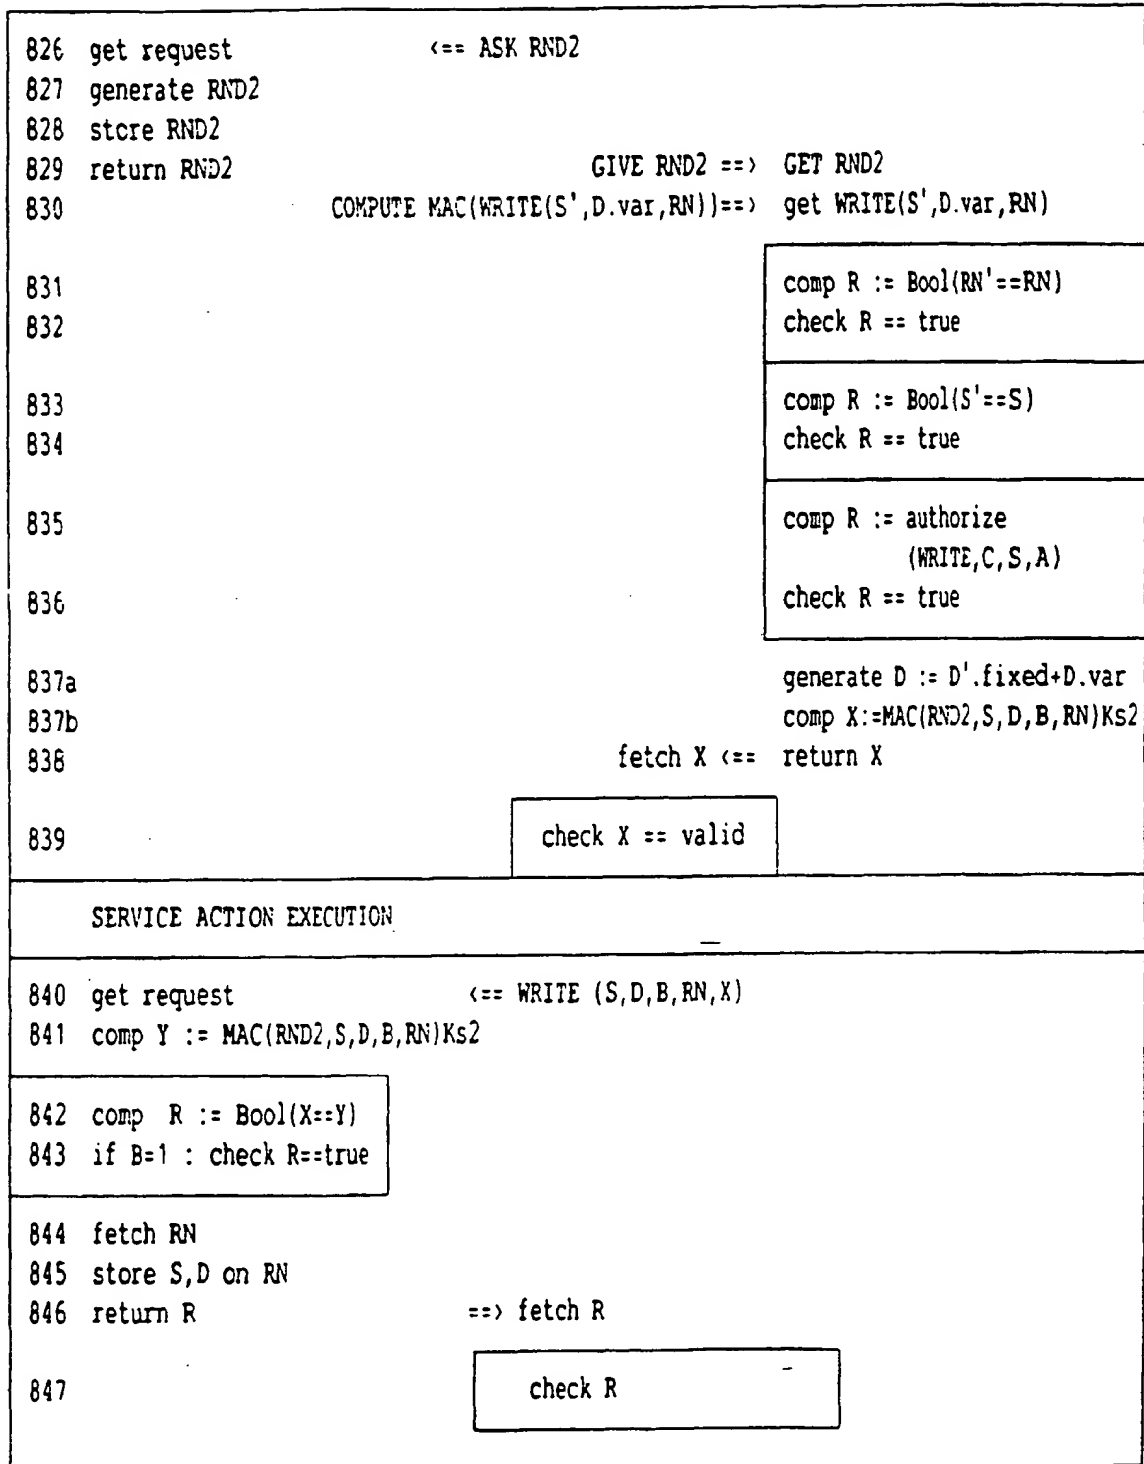 826 get request <== ASK RND2
827 generate RND2
828 store RND2
829 return RND2 GIVE RND2 ==> GET RND2
830 COMPUTE MAC(WRITE(S',D.var,RN))==> get WRITE(S',D.var,RN)
831 comp R := Bool(RN'==RN)
832 check R == true
833 comp R := Bool(S'==S)
834 check R == true
835 comp R := authorize
(WRITE,C,S,A)
836 check R == true
837a generate D := D'.fixed+D.var
837b comp X:=MAC(RND2,S,D,B,RN)Ks2
838 fetch X <== return X
839 check X == valid
SERVICE ACTION EXECUTION
840 get request <== WRITE (S,D,B,RN,X)
841 comp Y := MAC(RND2,S,D,B,RN)Ks2
842 comp R := Bool(X==Y)
843 if B=1 : check R==true
844 fetch RN
845 store S,D on RN
846 return R ==> fetch R
847 check R